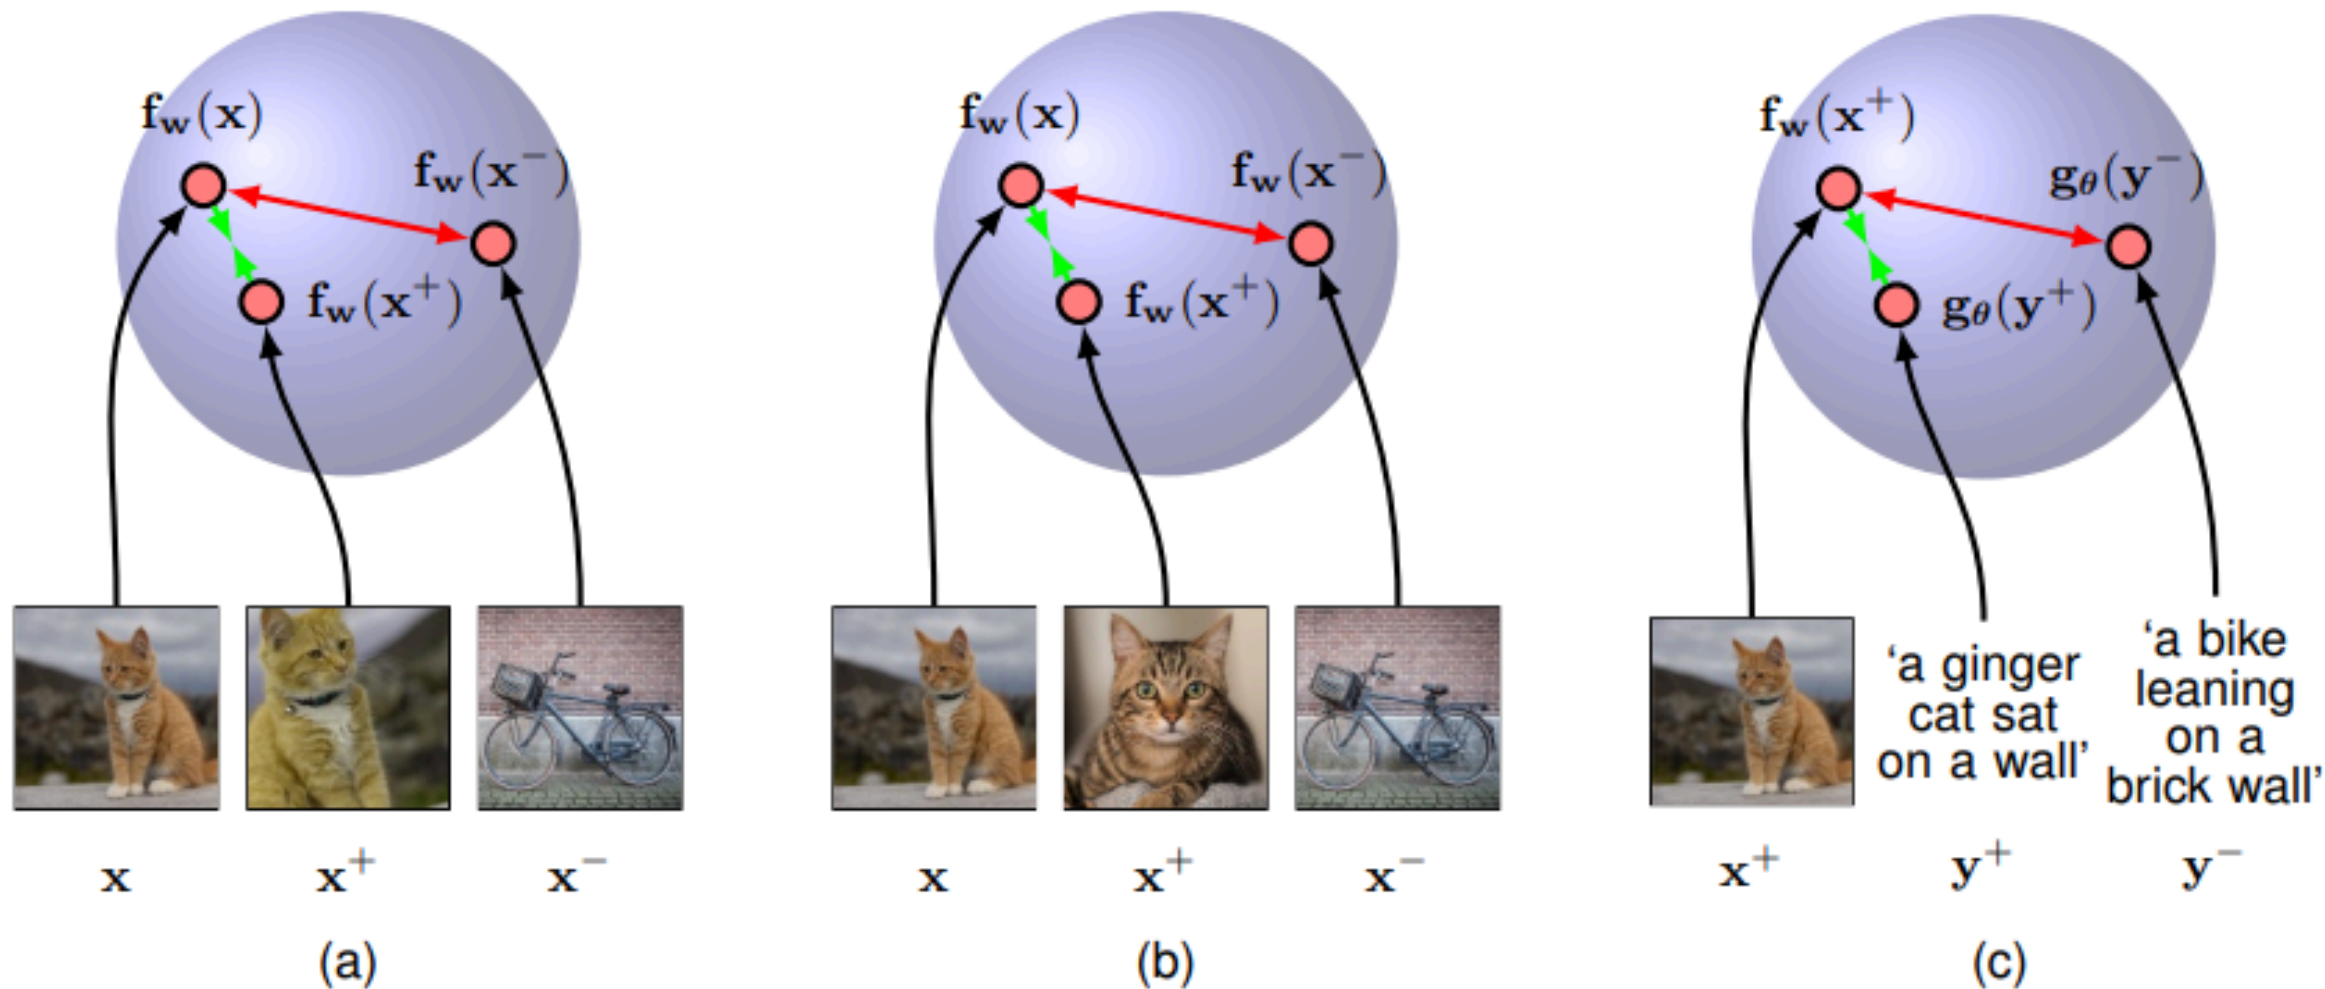 f_w(x)
f_w(x⁻)
f_w(x⁺)
x
x⁺
x⁻
(a)
f_w(x)
f_w(x⁻)
f_w(x⁺)
x
x⁺
x⁻
(b)
f_w(x⁺)
g_θ(y⁻)
g_θ(y⁺)
‘a ginger
cat sat
on a wall’
‘a bike
leaning
on a
brick wall’
x⁺
y⁺
y⁻
(c)